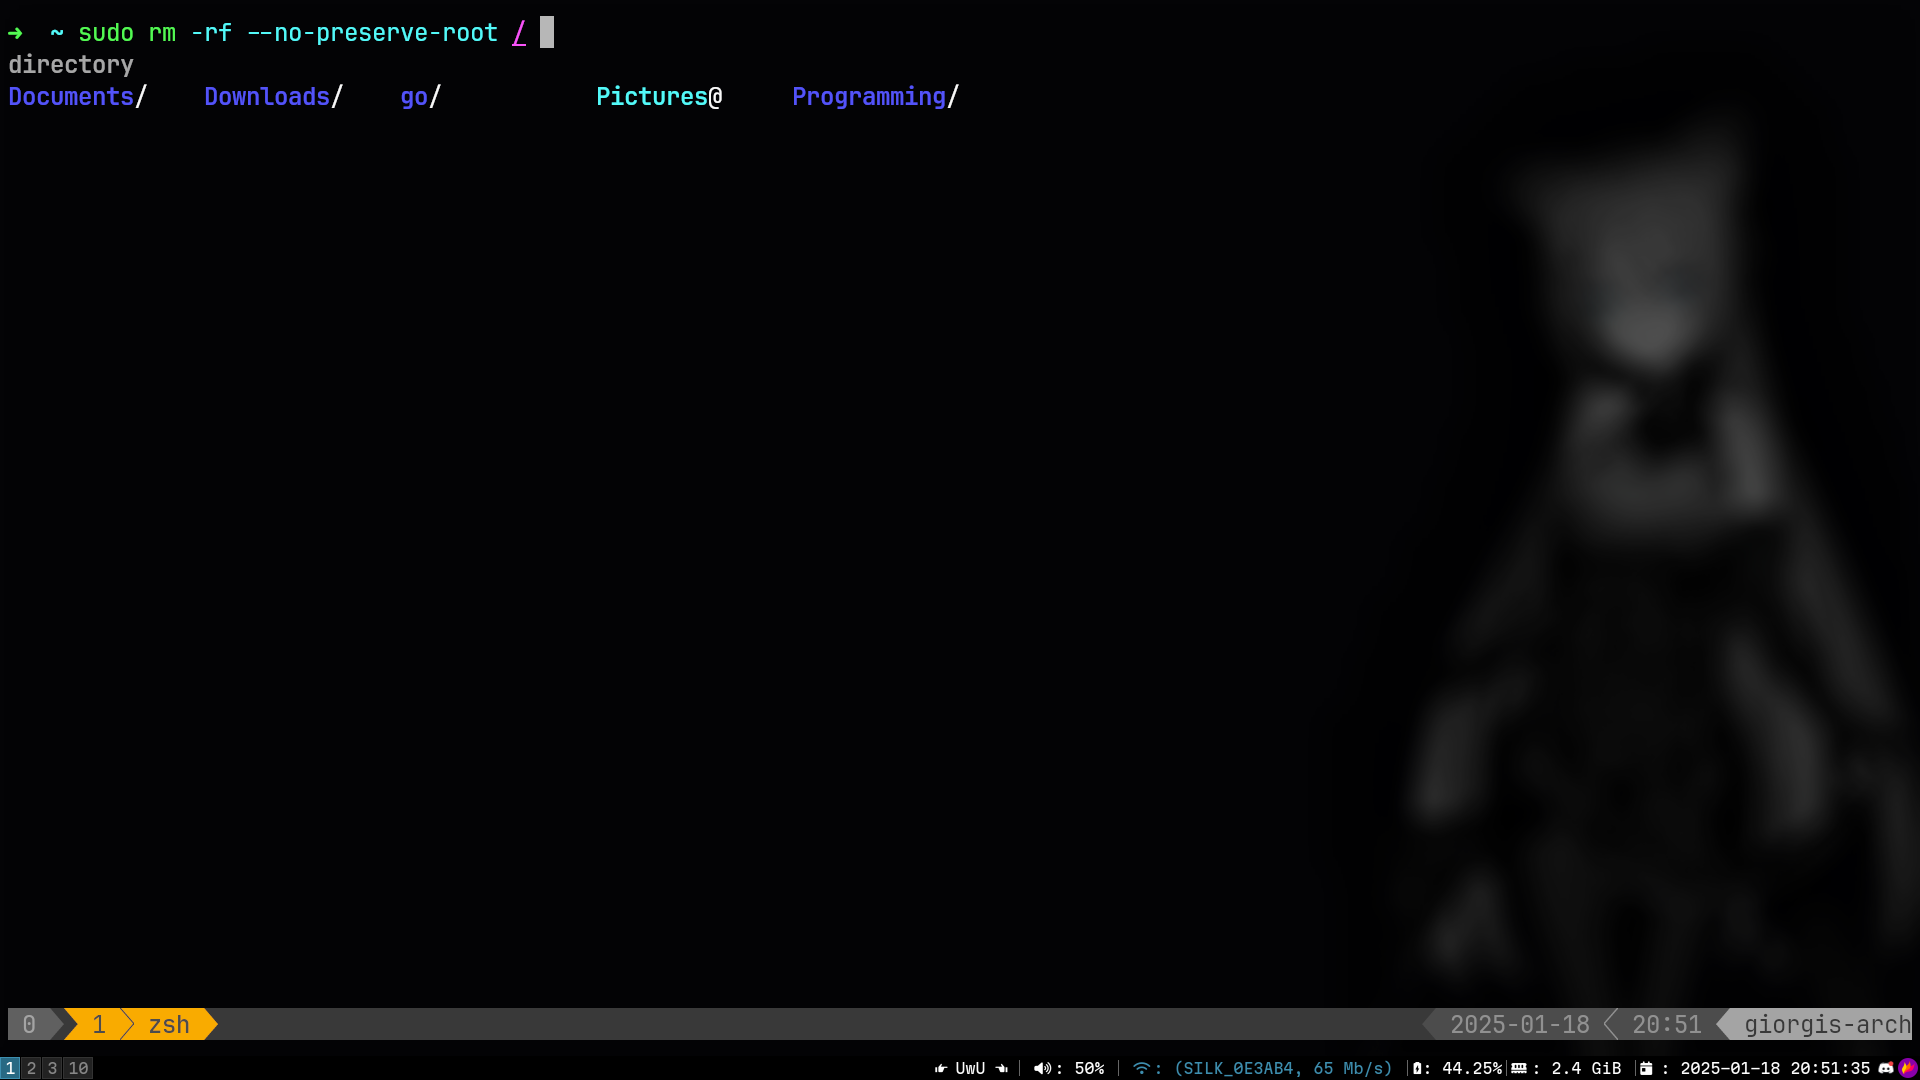 ➜  ~ sudo rm -rf --no-preserve-root /
directory
Documents/    Downloads/    go/    Pictures@    Programming/
0 1 zsh 2025-01-18 20:51 giorgis-arch
1 2 3 10 UwU | : 50% | : (SILK_0E3AB4, 65 Mb/s) | : 44.25% | : 2.4 GiB | : 2025-01-18 20:51:35